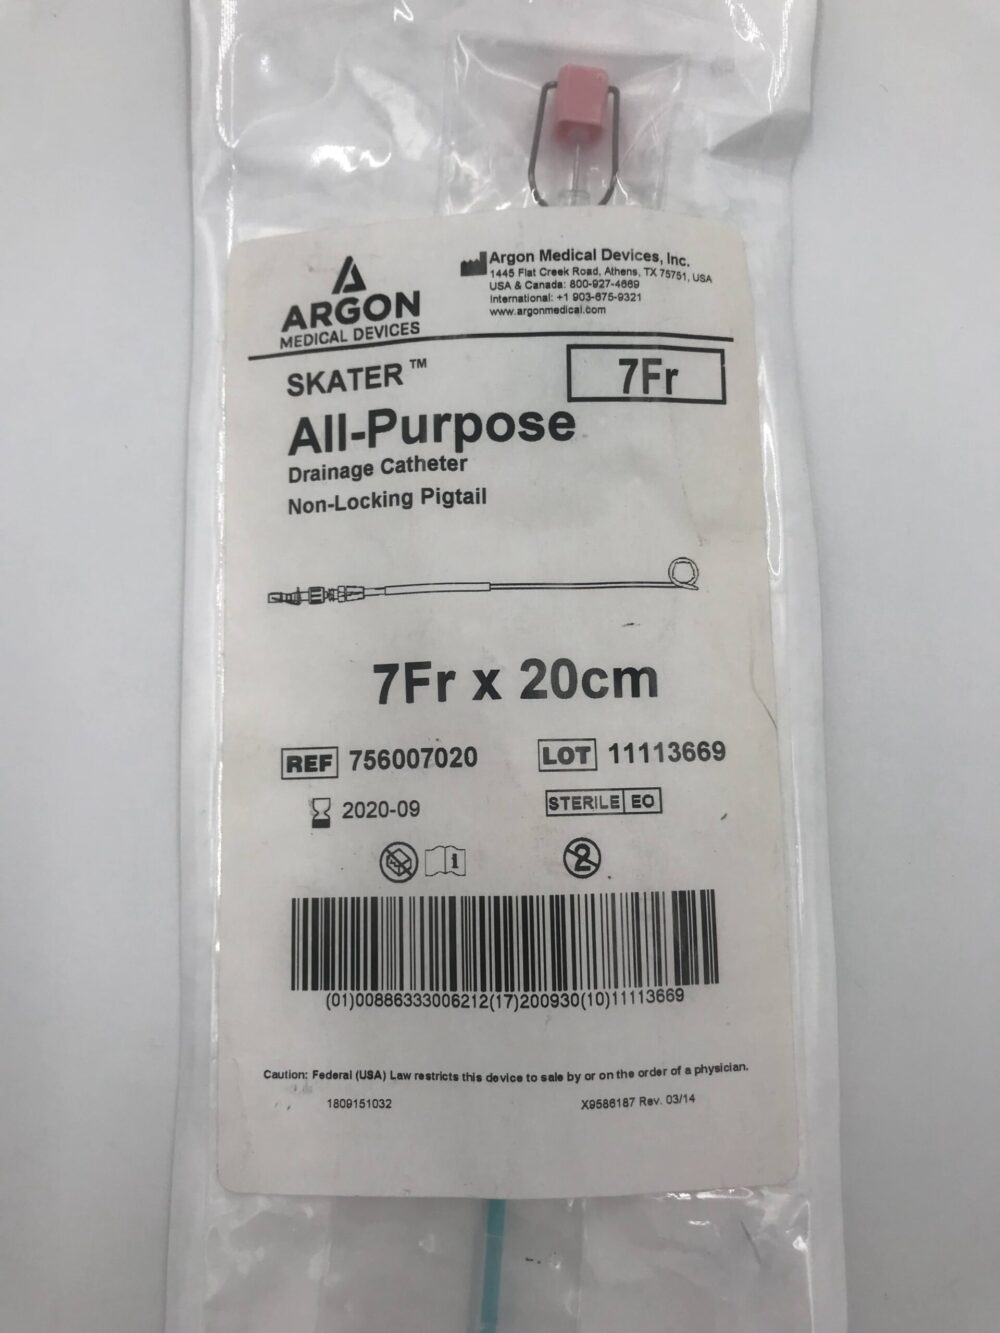 ARGON
MEDICAL DEVICES
Argon Medical Devices, Inc.
1445 Flat Creek Road, Athens, TX 75751, USA
USA & Canada: 800-927-4669
International: +1 903-675-9321
www.argonmedical.com
SKATER™
7Fr
All-Purpose
Drainage Catheter
Non-Locking Pigtail
7Fr x 20cm
REF 756007020
LOT 11113669
2020-09
STERILE EO
i
2
(01)00886333006212(17)200930(10)11113669
Caution: Federal (USA) Law restricts this device to sale by or on the order of a physician.
1809151032
X9586187 Rev. 03/14